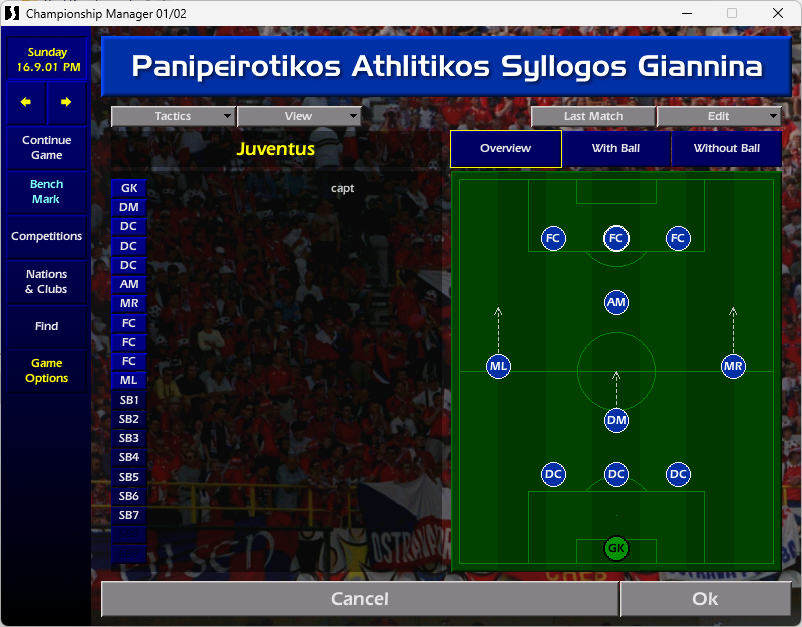 Championship Manager 01/02
Sunday
16.9.01 PM
Continue
Game
Bench
Mark
Competitions
Nations
& Clubs
Find
Game
Options
Panipeirotikos Athlitikos Syllogos Giannina
Tactics
View
Last Match
Edit
Juventus
Overview
With Ball
Without Ball
GK capt
DM
DC
DC
DC
AM
MR
FC
FC
FC
ML
SB1
SB2
SB3
SB4
SB5
SB6
SB7
FC FC FC
AM
ML MR
DM
DC DC DC
GK
OSTRAVA
Cancel
Ok